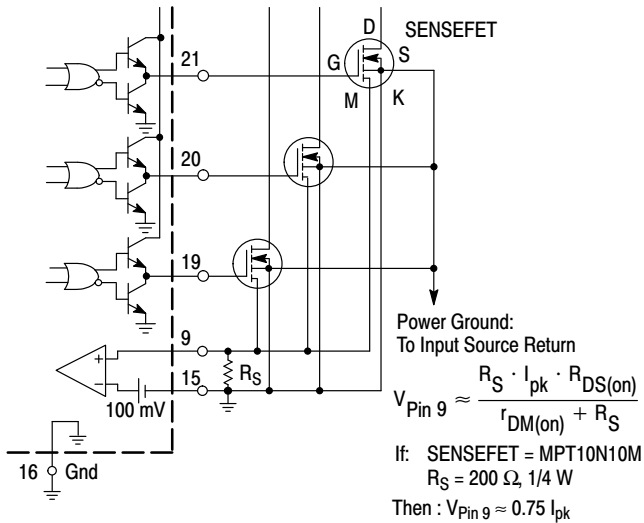 D
SENSEFET
21
G
S
M
K
20
19
Power Ground:
To Input Source Return
9
+
R_S
15
−
100 mV
V_Pin 9 ≈ R_S · I_pk · R_DS(on) / r_DM(on) + R_S
16
Gnd
If: SENSEFET = MPT10N10M
R_S = 200 Ω, 1/4 W
Then : V_Pin 9 ≈ 0.75 I_pk